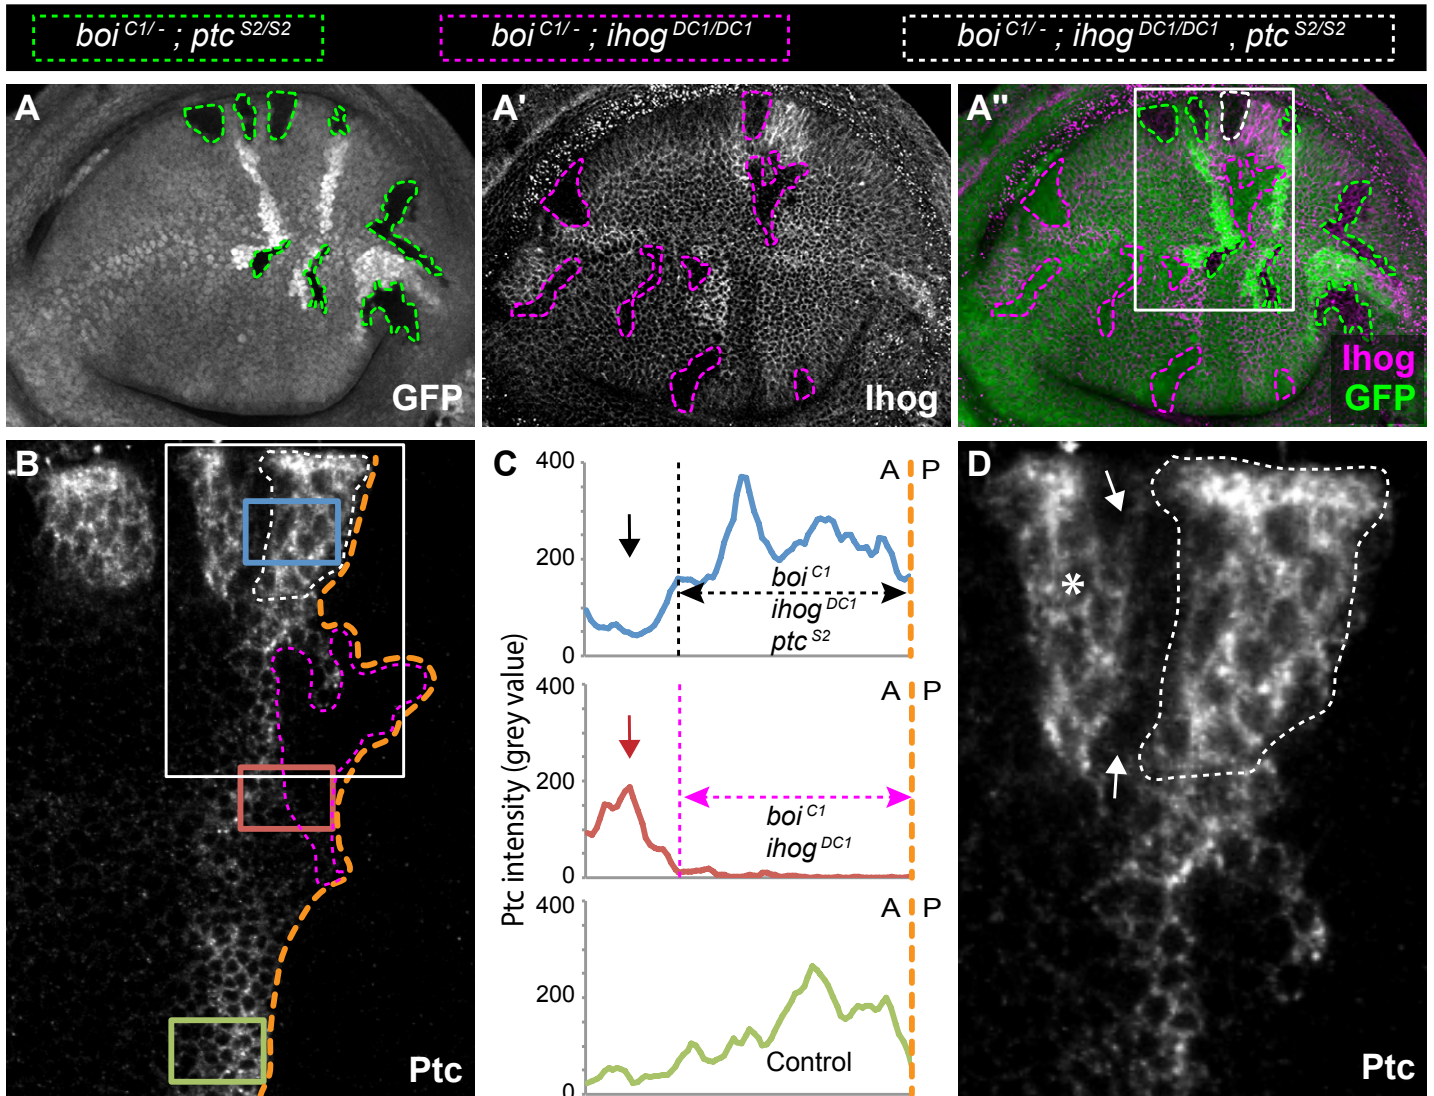 boi C1/- ; ptc S2/S2
boi C1/- ; ihog DC1/DC1
boi C1/- ; ihog DC1/DC1 , ptc S2/S2
A
GFP
A'
Ihog
A"
Ihog
GFP
B
Ptc
C
Ptc intensity (grey value)
400
200
0
A P
boi C1
ihog DC1
ptc S2
400
200
0
A P
boi C1
ihog DC1
400
200
0
A P
Control
D
*
Ptc